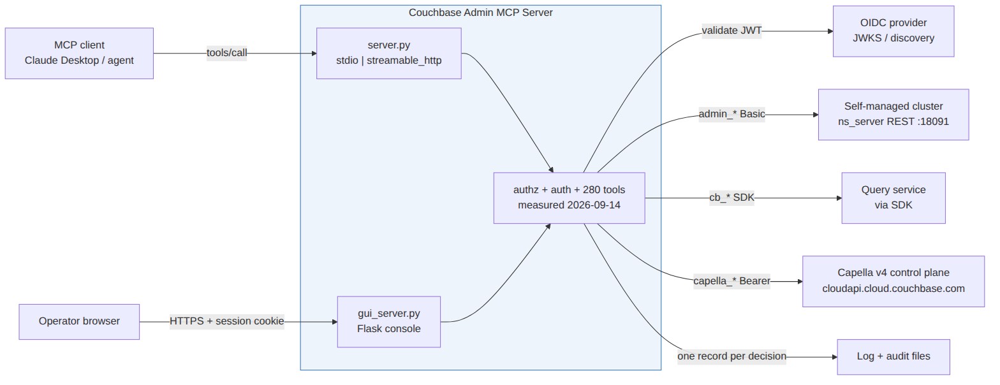 Couchbase Admin MCP Server
MCP client
Claude Desktop / agent
tools/call
server.py
stdio | streamable_http
validate JWT
OIDC provider
JWKS / discovery
admin_* Basic
Self-managed cluster
ns_server REST :18091
authz + auth + 280 tools
measured 2026-09-14
cb_* SDK
Query service
via SDK
capella_* Bearer
Capella v4 control plane
cloudapi.cloud.couchbase.com
Operator browser
HTTPS + session cookie
gui_server.py
Flask console
one record per decision
Log + audit files